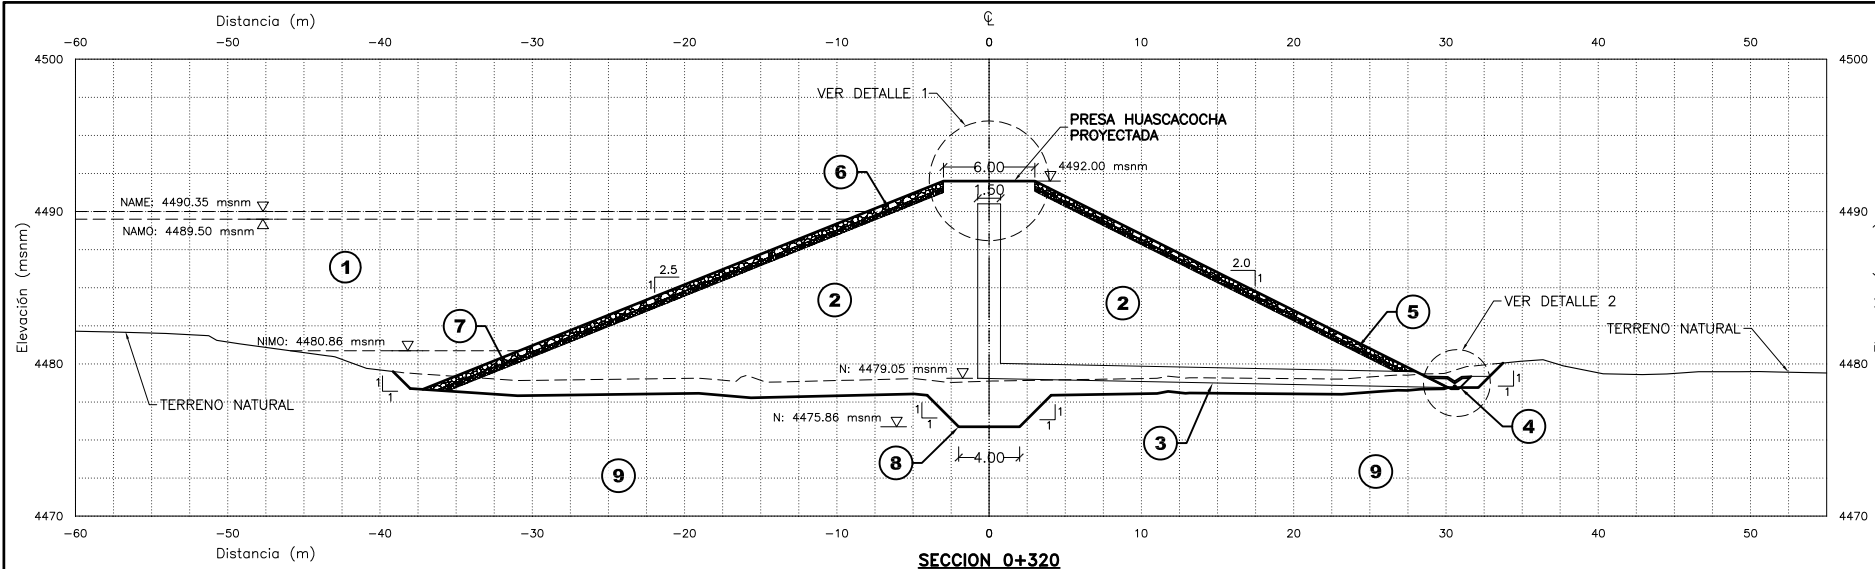 Distancia (m)
℄
-60 -50 -40 -30 -20 -10 0 10 20 30 40 50
4500 4500
VER DETALLE 1
PRESA HUASCACOCHA
PROYECTADA
6.00
4492.00 msnm
6
1.50
NAME: 4490.35 msnm
4490 4490
NAMO: 4489.50 msnm
Elevación (msnm)
1
2.5
1
2.0
1
2
2
VER DETALLE 2
5
7
TERRENO NATURAL
NIMO: 4480.86 msnm
4480 4480
N: 4479.05 msnm
1
1
1
1
TERRENO NATURAL
N: 4475.86 msnm
1
1
1
1
3
4
8
4.00
9
9
4470 4470
-60 -50 -40 -30 -20 -10 0 10 20 30 40 50
Distancia (m)
SECCION 0+320